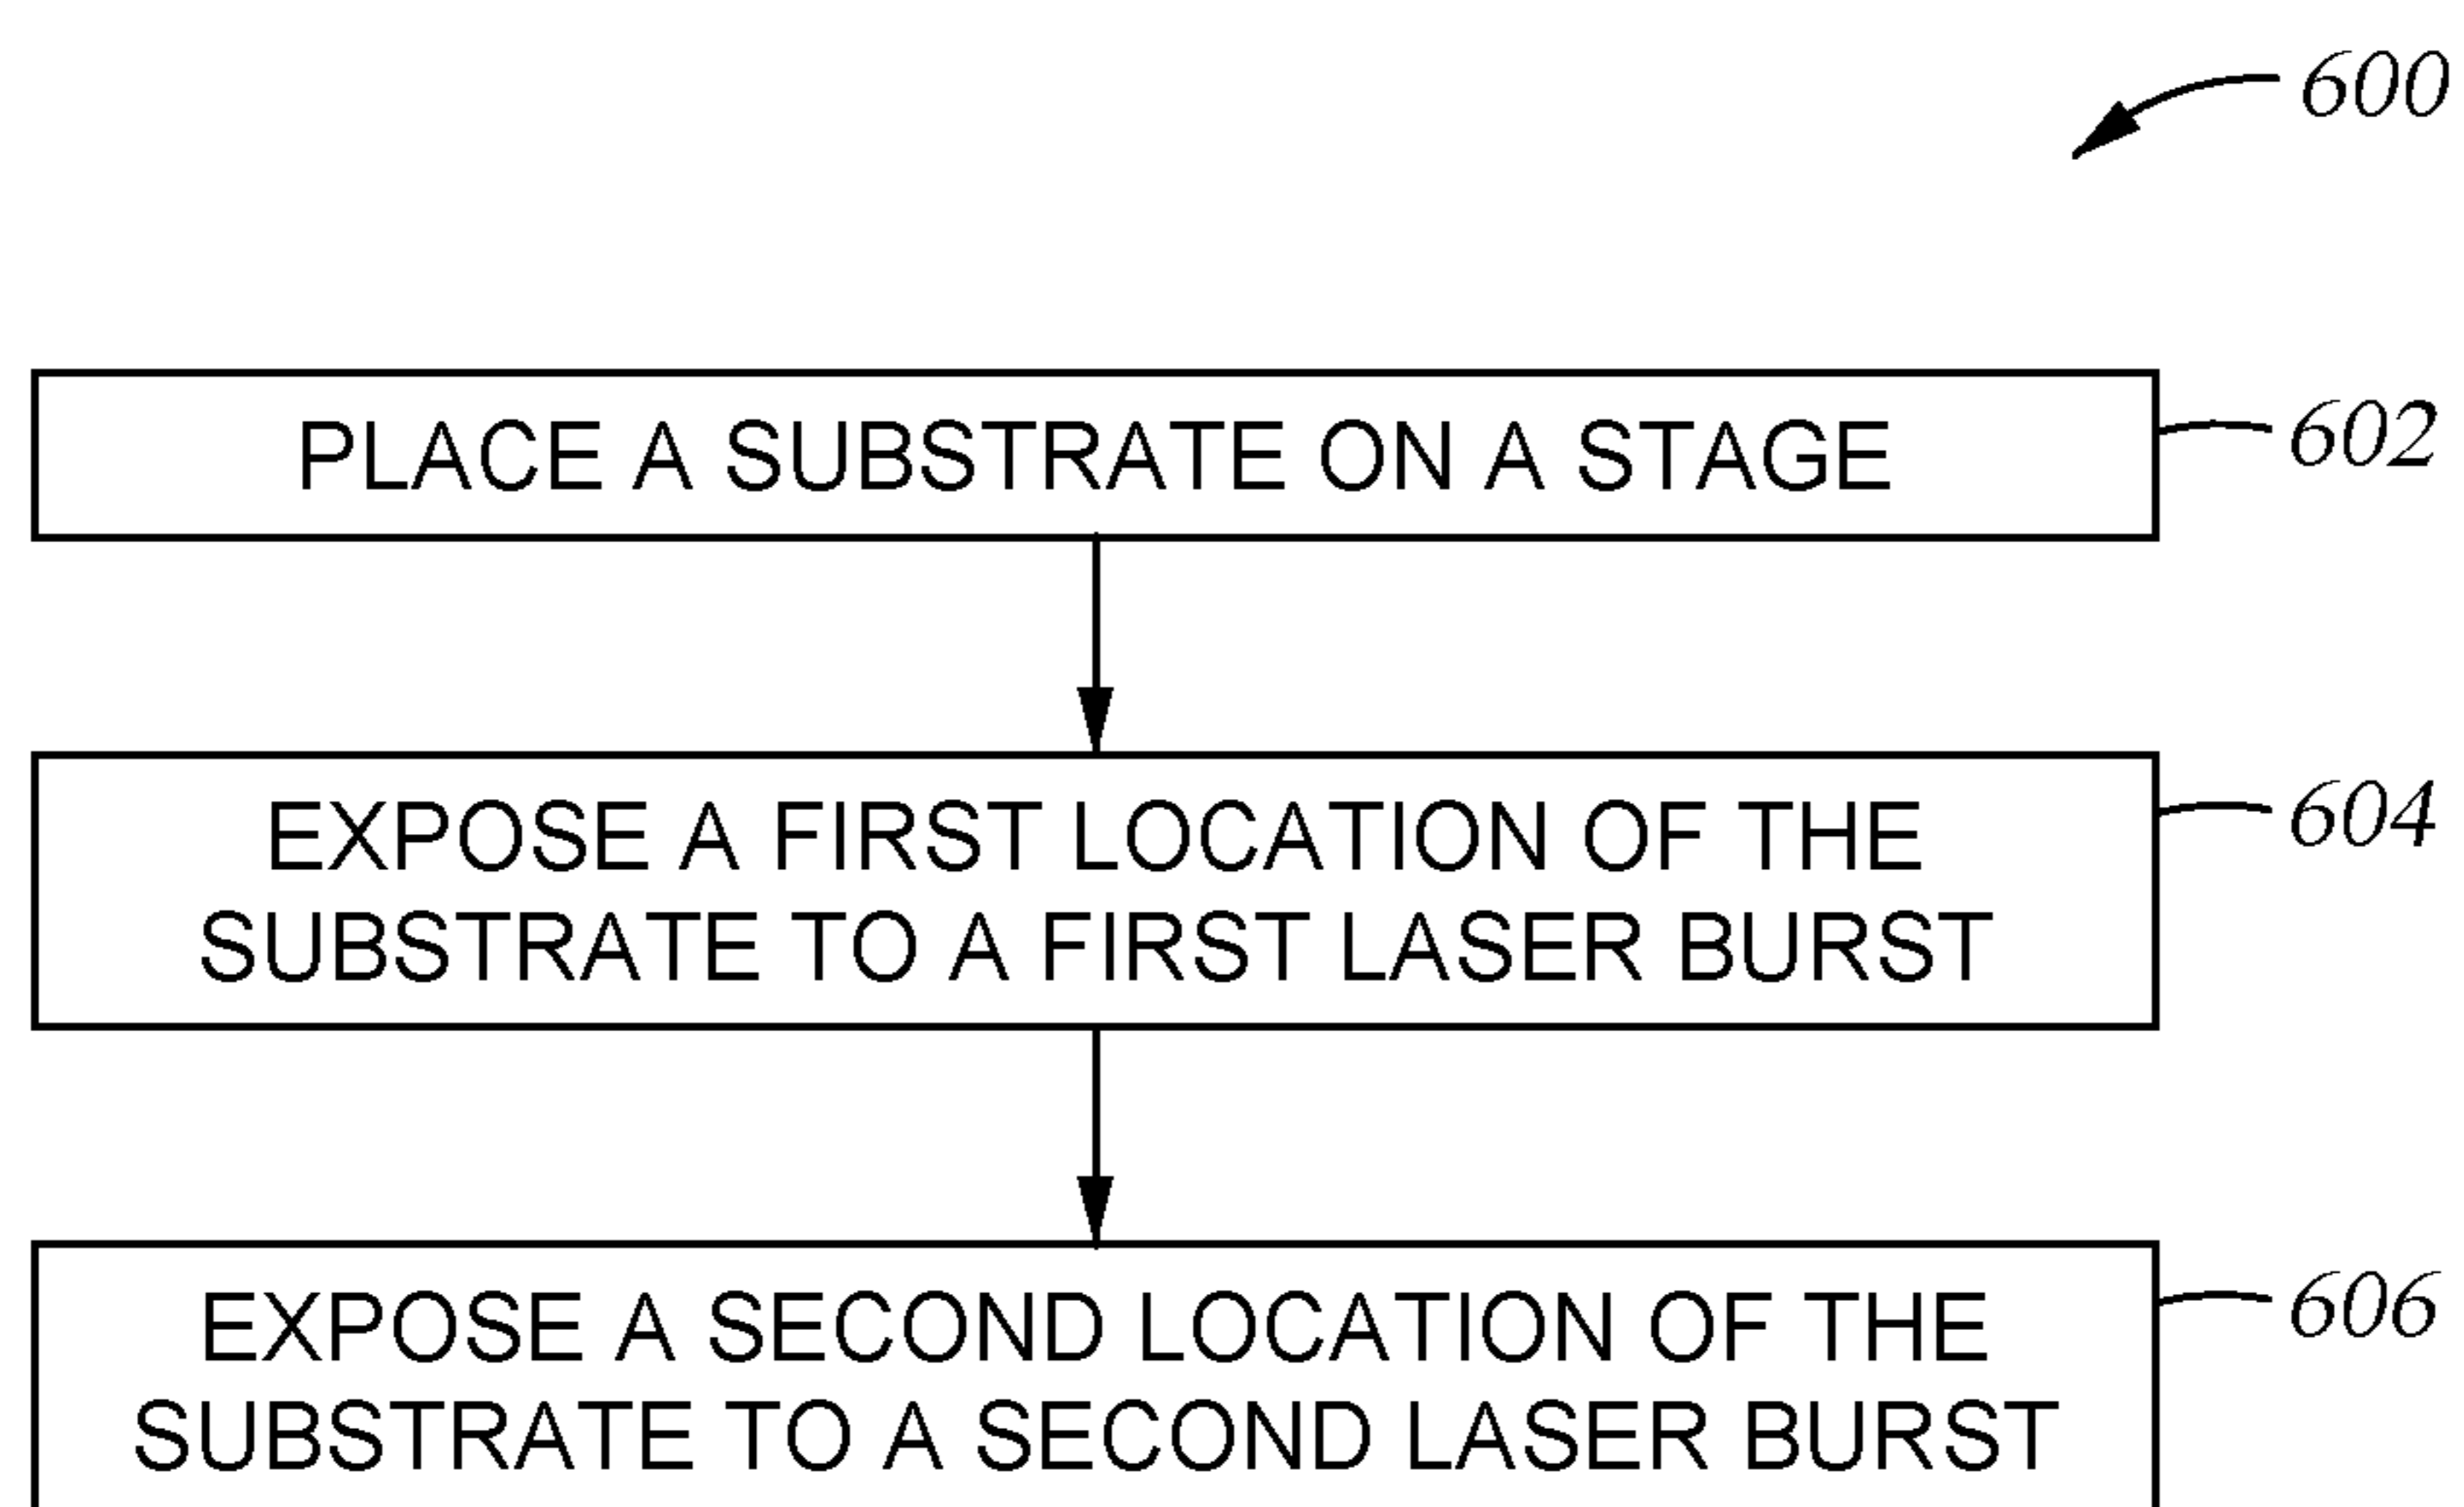 600
PLACE A SUBSTRATE ON A STAGE
602
EXPOSE A FIRST LOCATION OF THE
604
SUBSTRATE TO A FIRST LASER BURST
EXPOSE A SECOND LOCATION OF THE
606
SUBSTRATE TO A SECOND LASER BURST